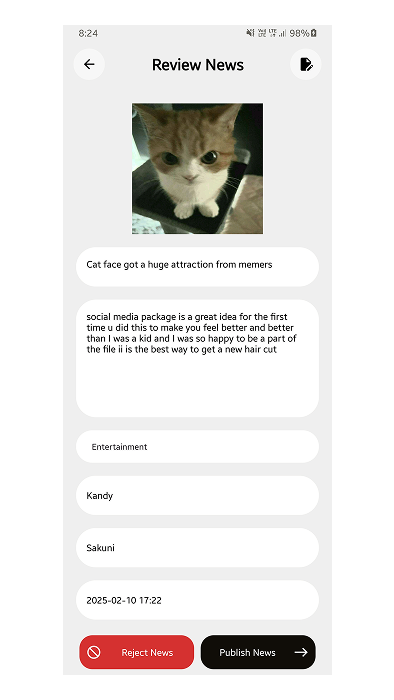 8:24
98%
Review News
Cat face got a huge attraction from memers
social media package is a great idea for the first
time u did this to make you feel better and better
than I was a kid and I was so happy to be a part of
the file ii is the best way to get a new hair cut
Entertainment
Kandy
Sakuni
2025-02-10 17:22
Reject News
Publish News